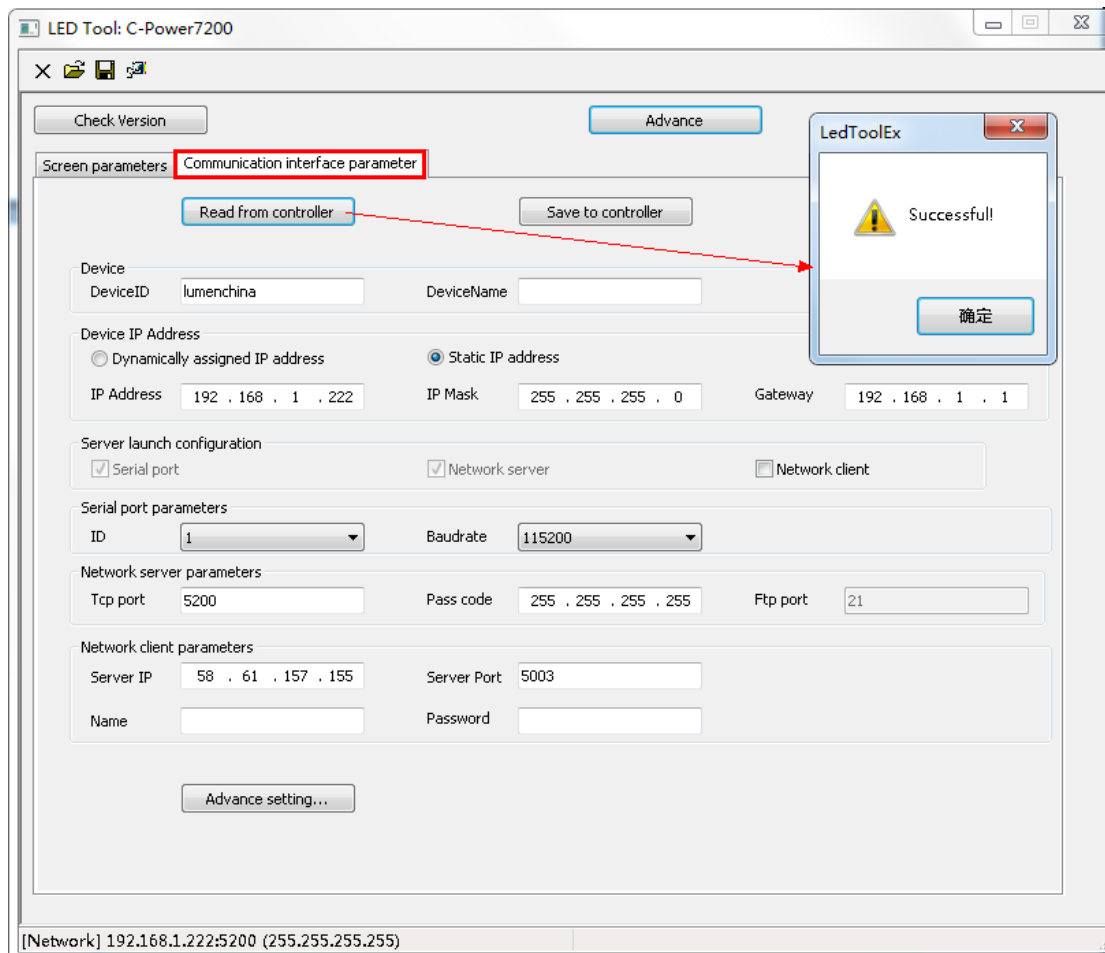 LED Tool: C-Power7200
Check Version
Advance
LedToolEx
Successful!
确定
Screen parameters
Communication interface parameter
Read from controller
Save to controller
Device
DeviceID lumenchina DeviceName
Device IP Address
Dynamically assigned IP address Static IP address
IP Address 192 . 168 . 1 . 222 IP Mask 255 . 255 . 255 . 0 Gateway 192 . 168 . 1 . 1
Server launch configuration
Serial port Network server Network client
Serial port parameters
ID 1 Baudrate 115200
Network server parameters
Tcp port 5200 Pass code 255 . 255 . 255 . 255 Ftp port 21
Network client parameters
Server IP 58 . 61 . 157 . 155 Server Port 5003
Name Password
Advance setting...
[Network] 192.168.1.222:5200 (255.255.255.255)